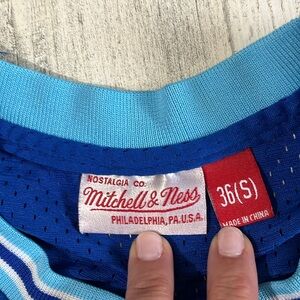 NOSTALGIA CO.
Mitchell & Ness
PHILADELPHIA, PA. U.S.A.
36(S)
MADE IN CHINA